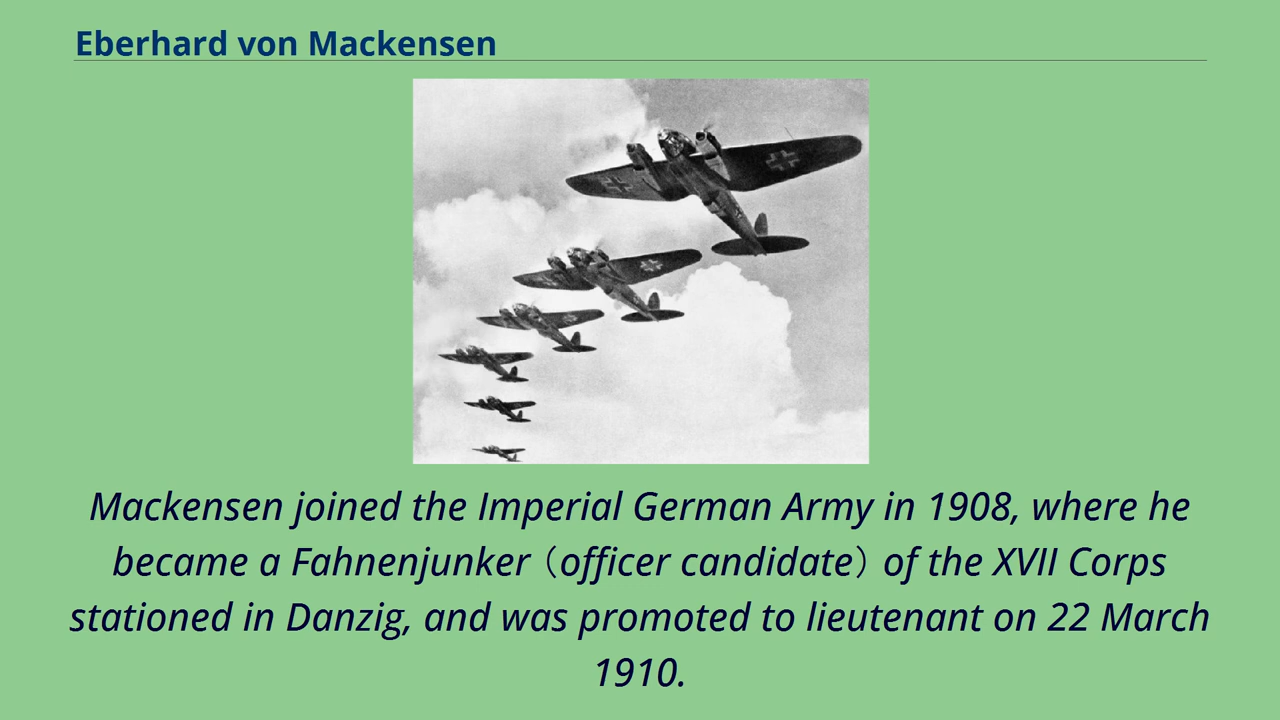 Eberhard von Mackensen
Mackensen joined the Imperial German Army in 1908, where he
became a Fahnenjunker（officer candidate）of the XVII Corps
stationed in Danzig, and was promoted to lieutenant on 22 March
1910.